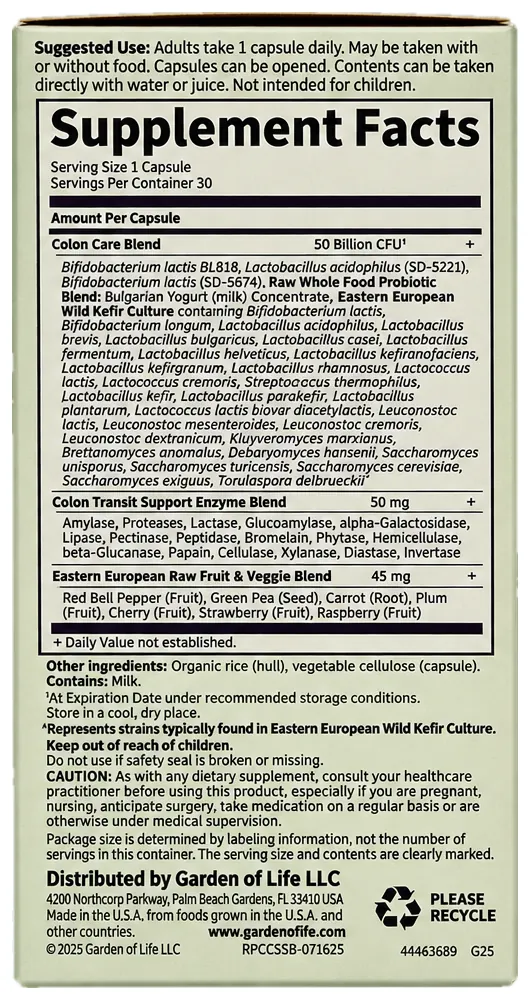 Suggested Use: Adults take 1 capsule daily. May be taken with
or without food. Capsules can be opened. Contents can be taken
directly with water or juice. Not intended for children.
Supplement Facts
Serving Size 1 Capsule
Servings Per Container 30
Amount Per Capsule
Colon Care Blend 50 Billion CFU¹ +
Bifidobacterium lactis BL818, Lactobacillus acidophilus (SD-5221),
Bifidobacterium lactis (SD-5674), Raw Whole Food Probiotic
Blend: Bulgarian Yogurt (milk) Concentrate, Eastern European
Wild Kefir Culture containing Bifidobacterium lactis,
Bifidobacterium longum, Lactobacillus acidophilus, Lactobacillus
brevis, Lactobacillus bulgaricus, Lactobacillus casei, Lactobacillus
fermentum, Lactobacillus helveticus, Lactobacillus kefiranofaciens,
Lactobacillus kefirgranum, Lactobacillus rhamnosus, Lactococcus
lactis, Lactococcus cremoris, Streptococcus thermophilus,
Lactobacillus kefir, Lactobacillus parakefir, Lactobacillus
plantarum, Lactococcus lactis biovar diacetylactis, Leuconostoc
lactis, Leuconostoc mesenteroides, Leuconostoc cremoris,
Leuconostoc dextranicum, Kluyveromyces marxionus,
Brettanomyces anomalus, Debaryomyces hansenii, Saccharomyces
unisporus, Saccharomyces turicensis, Saccharomyces cerevisiae,
Saccharomyces exiguus, Torulaspora delbrueckii^
Colon Transit Support Enzyme Blend 50 mg +
Amylase, Proteases, Lactase, Glucoamylase, alpha-Galactosidase,
Lipase, Pectinase, Peptidase, Bromelain, Phytase, Hemicellulase,
beta-Glucanase, Papain, Cellulase, Xylanase, Diastase, Invertase
Eastern European Raw Fruit & Veggie Blend 45 mg +
Red Bell Pepper (Fruit), Green Pea (Seed), Carrot (Root), Plum
(Fruit), Cherry (Fruit), Strawberry (Fruit), Raspberry (Fruit)
+ Daily Value not established.
Other ingredients: Organic rice (hull), vegetable cellulose (capsule).
Contains: Milk.
¹At Expiration Date under recommended storage conditions.
Store in a cool, dry place.
^Represents strains typically found in Eastern European Wild Kefir Culture.
Keep out of reach of children.
Do not use if safety seal is broken or missing.
CAUTION: As with any dietary supplement, consult your healthcare
practitioner before using this product, especially if you are pregnant,
nursing, anticipate surgery, take medication on a regular basis or are
otherwise under medical supervision.
Package size is determined by labeling information, not the number of
servings in this container. The serving size and contents are clearly marked.
Distributed by Garden of Life LLC
4200 Northcorp Parkway, Palm Beach Gardens, FL 33410 USA
Made in the U.S.A. from foods grown in the U.S.A. and
other countries. www.gardenofife.com
© 2025 Garden of Life LLC RPCCSSB-071625
PLEASE
RECYCLE
44463689 G25